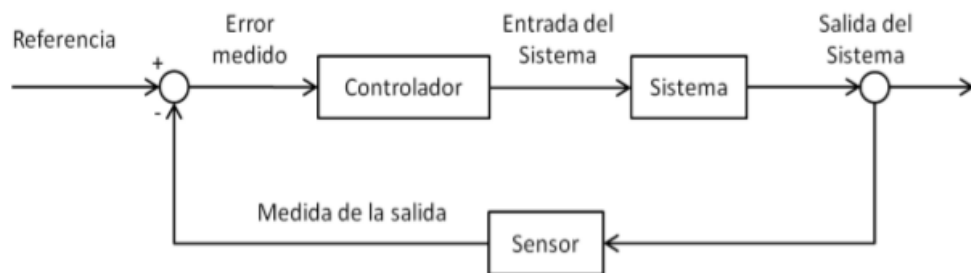 Referencia
+
-
Error
medido
Controlador
Entrada del
Sistema
Sistema
Salida del
Sistema
Medida de la salida
Sensor